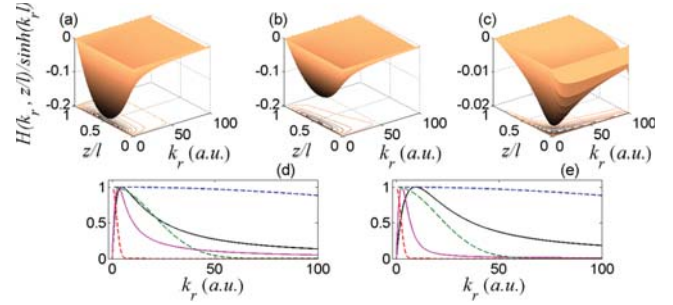 (a) (b) (c)
H(k_r , z/l)/sinh(k_r l)
0 -0.1 -0.2 1 0.5 0 0 50 100
z/l k_r (a.u.)
0 -0.1 -0.2 1 0.5 0 0 50 100
z/l k_r (a.u.)
0 -0.01 -0.02 1 0.5 0 0 50 100
z/l k_r (a.u.)
(d) (e)
1 0.5 0 0 50 100
k_r (a.u.)
1 0.5 0 0 50 100
k_r (a.u.)